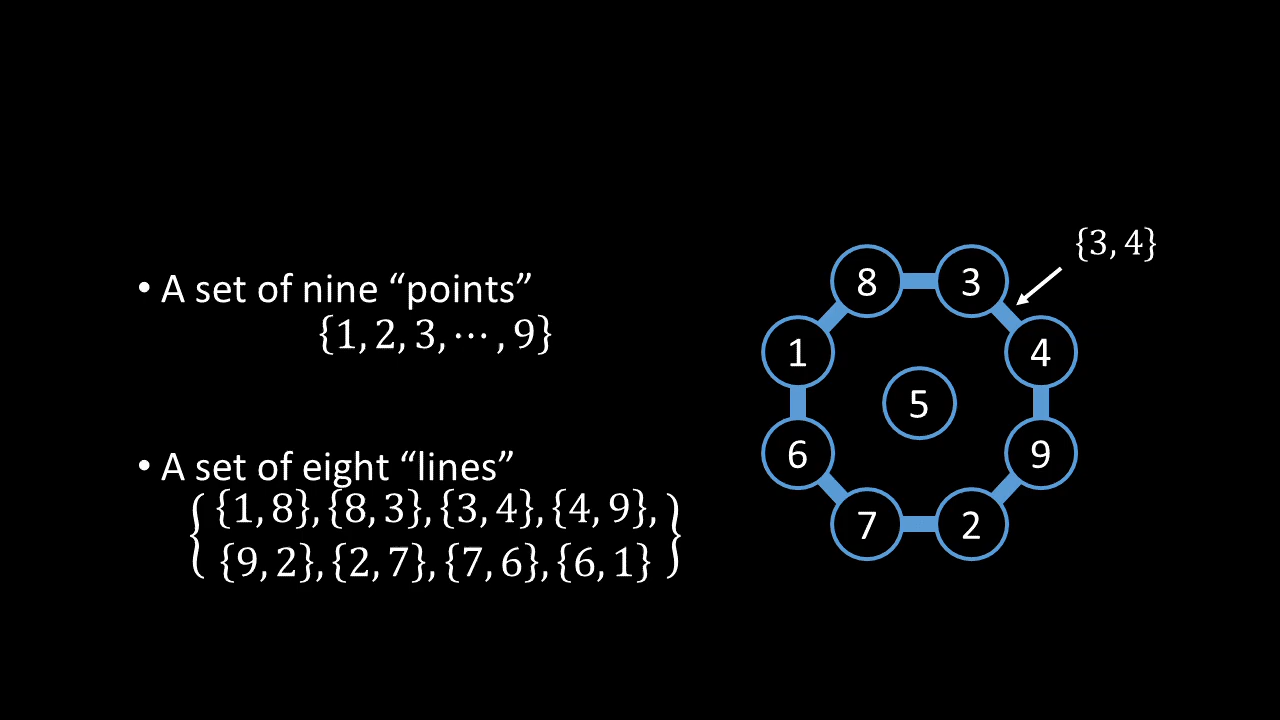 • A set of nine “points”
{1, 2, 3, ⋯ , 9}
• A set of eight “lines”
{1, 8}, {8, 3}, {3, 4}, {4, 9},
{9, 2}, {2, 7}, {7, 6}, {6, 1}
{3, 4}
8 3
1 4
5
6 9
7 2